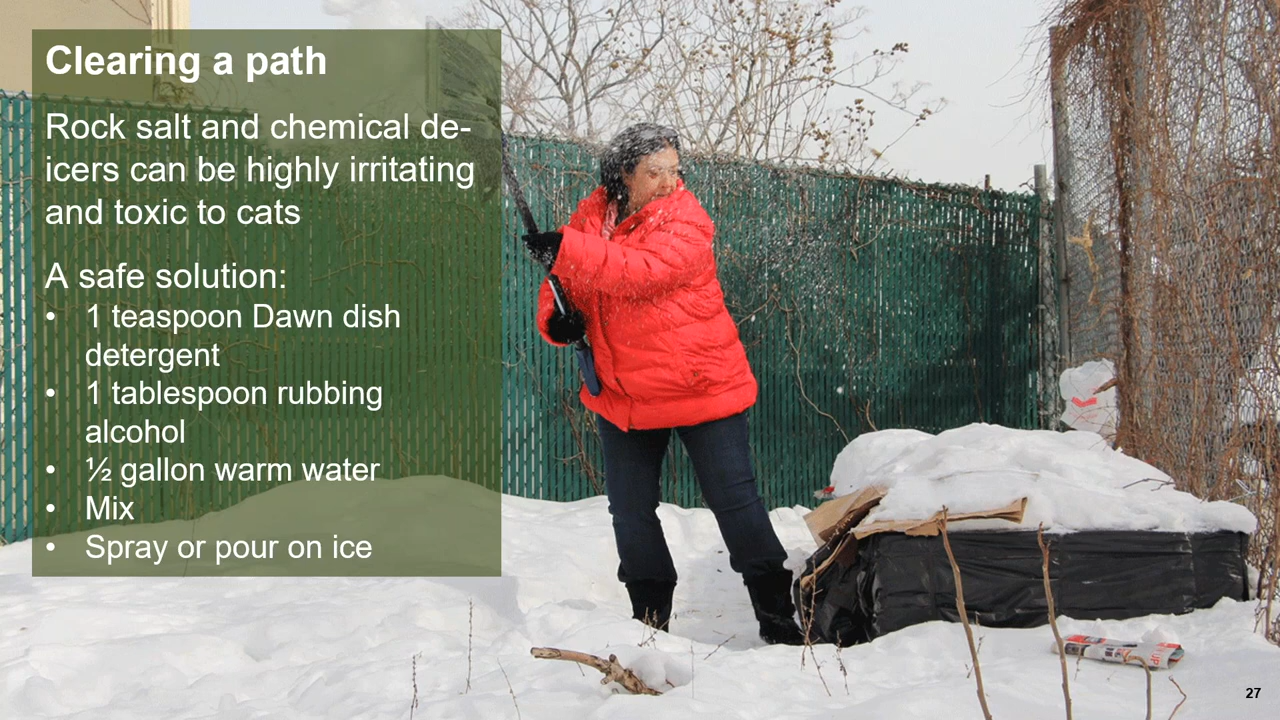 Clearing a path
Rock salt and chemical de-
icers can be highly irritating
and toxic to cats
A safe solution:
• 1 teaspoon Dawn dish
detergent
• 1 tablespoon rubbing
alcohol
• ½ gallon warm water
• Mix
• Spray or pour on ice
27